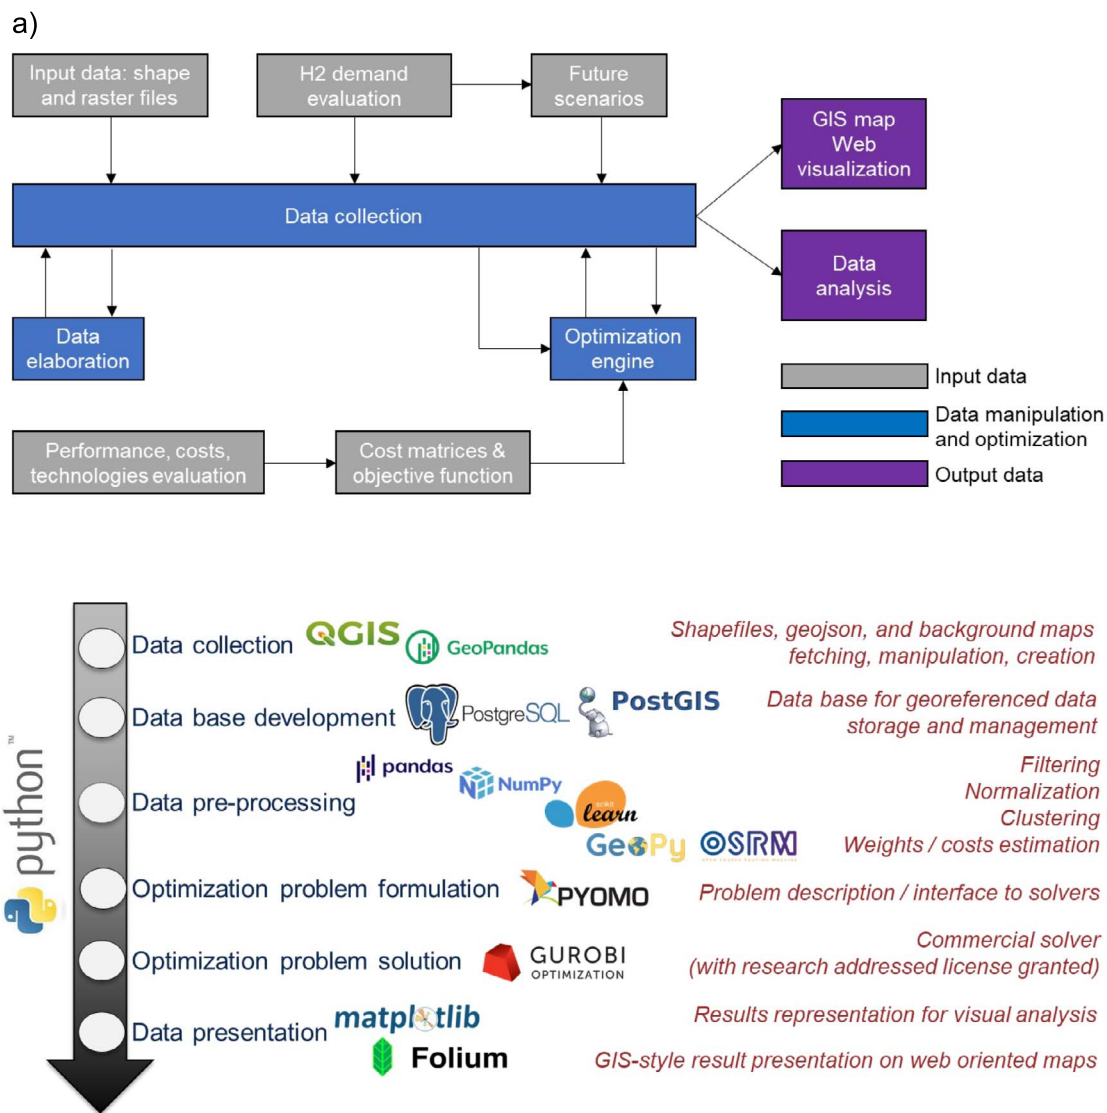 a)
Input data: shape
and raster files
H2 demand
evaluation
Future
scenarios
GIS map
Web
visualization
Data collection
Data
analysis
Data
elaboration
Optimization
engine
Input data
Data manipulation
and optimization
Output data
Performance, costs,
technologies evaluation
Cost matrices &
objective function
python™
Data collection
QGIS
GeoPandas
Shapefiles, geojson, and background maps
fetching, manipulation, creation
Data base development
PostgreSQL
PostGIS
Data base for georeferenced data
storage and management
Data pre-processing
pandas
NumPy
scikit
learn
GeoPy
OSRM
OPEN SOURCE ROUTING MACHINE
Filtering
Normalization
Clustering
Weights / costs estimation
Optimization problem formulation
PYOMO
Problem description / interface to solvers
Optimization problem solution
GUROBI
OPTIMIZATION
Commercial solver
(with research addressed license granted)
Data presentation
matplotlib
Folium
Results representation for visual analysis
GIS-style result presentation on web oriented maps